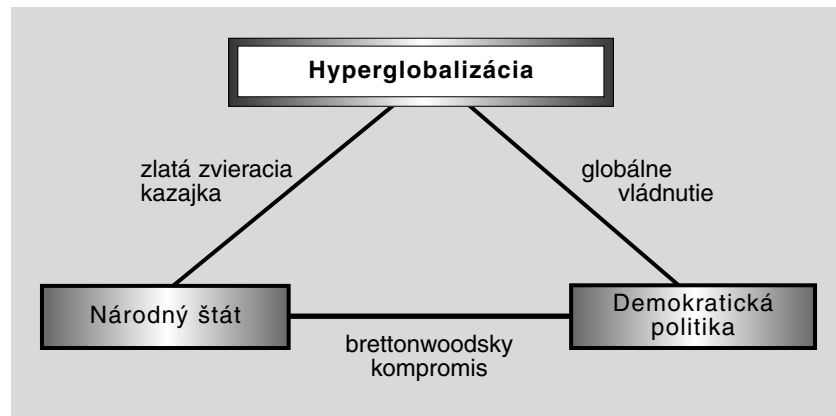 Hyperglobalizácia
zlatá zvieracia
kazajka
globálne
vládnutie
Národný štát
Demokratická
politika
brettonwoodsky
kompromis